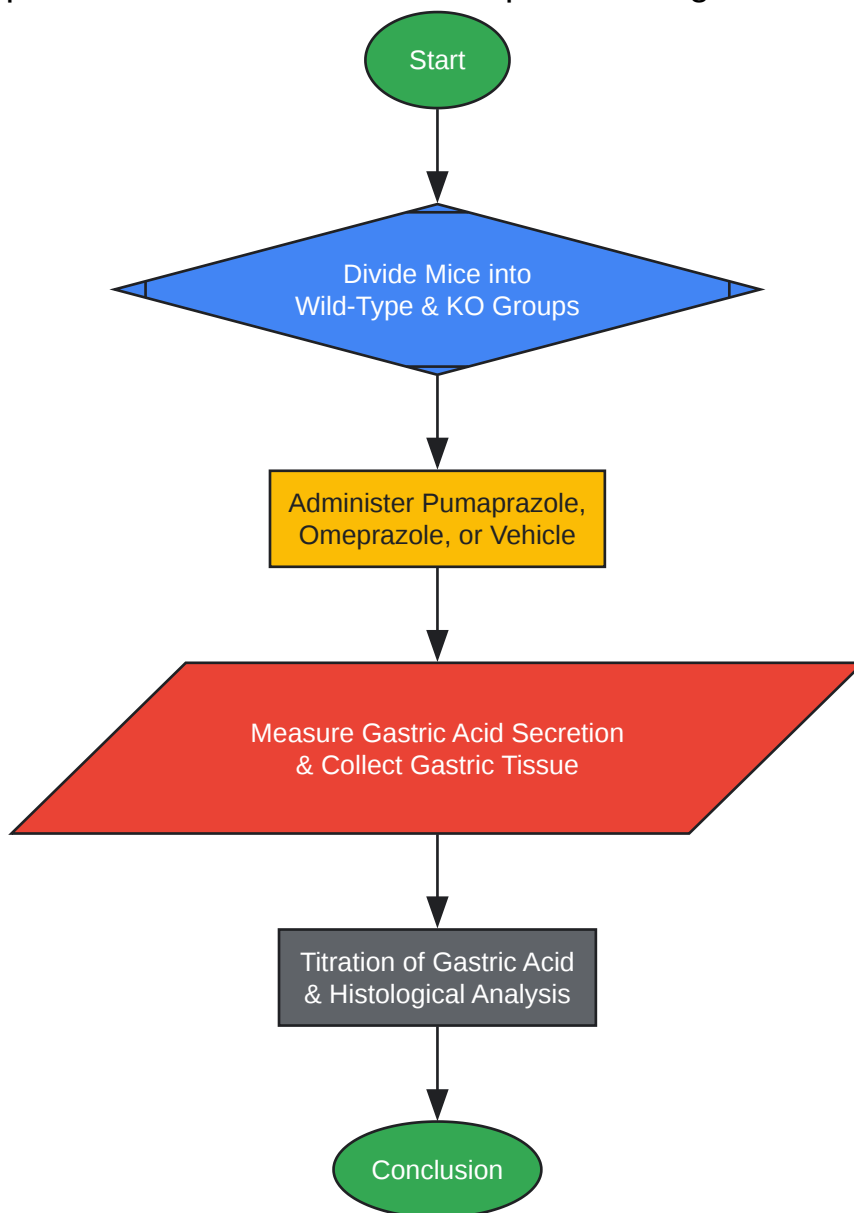 Start
Divide Mice into
Wild-Type & KO Groups
Administer Pumaprazole,
Omeprazole, or Vehicle
Measure Gastric Acid Secretion
& Collect Gastric Tissue
Titration of Gastric Acid
& Histological Analysis
Conclusion